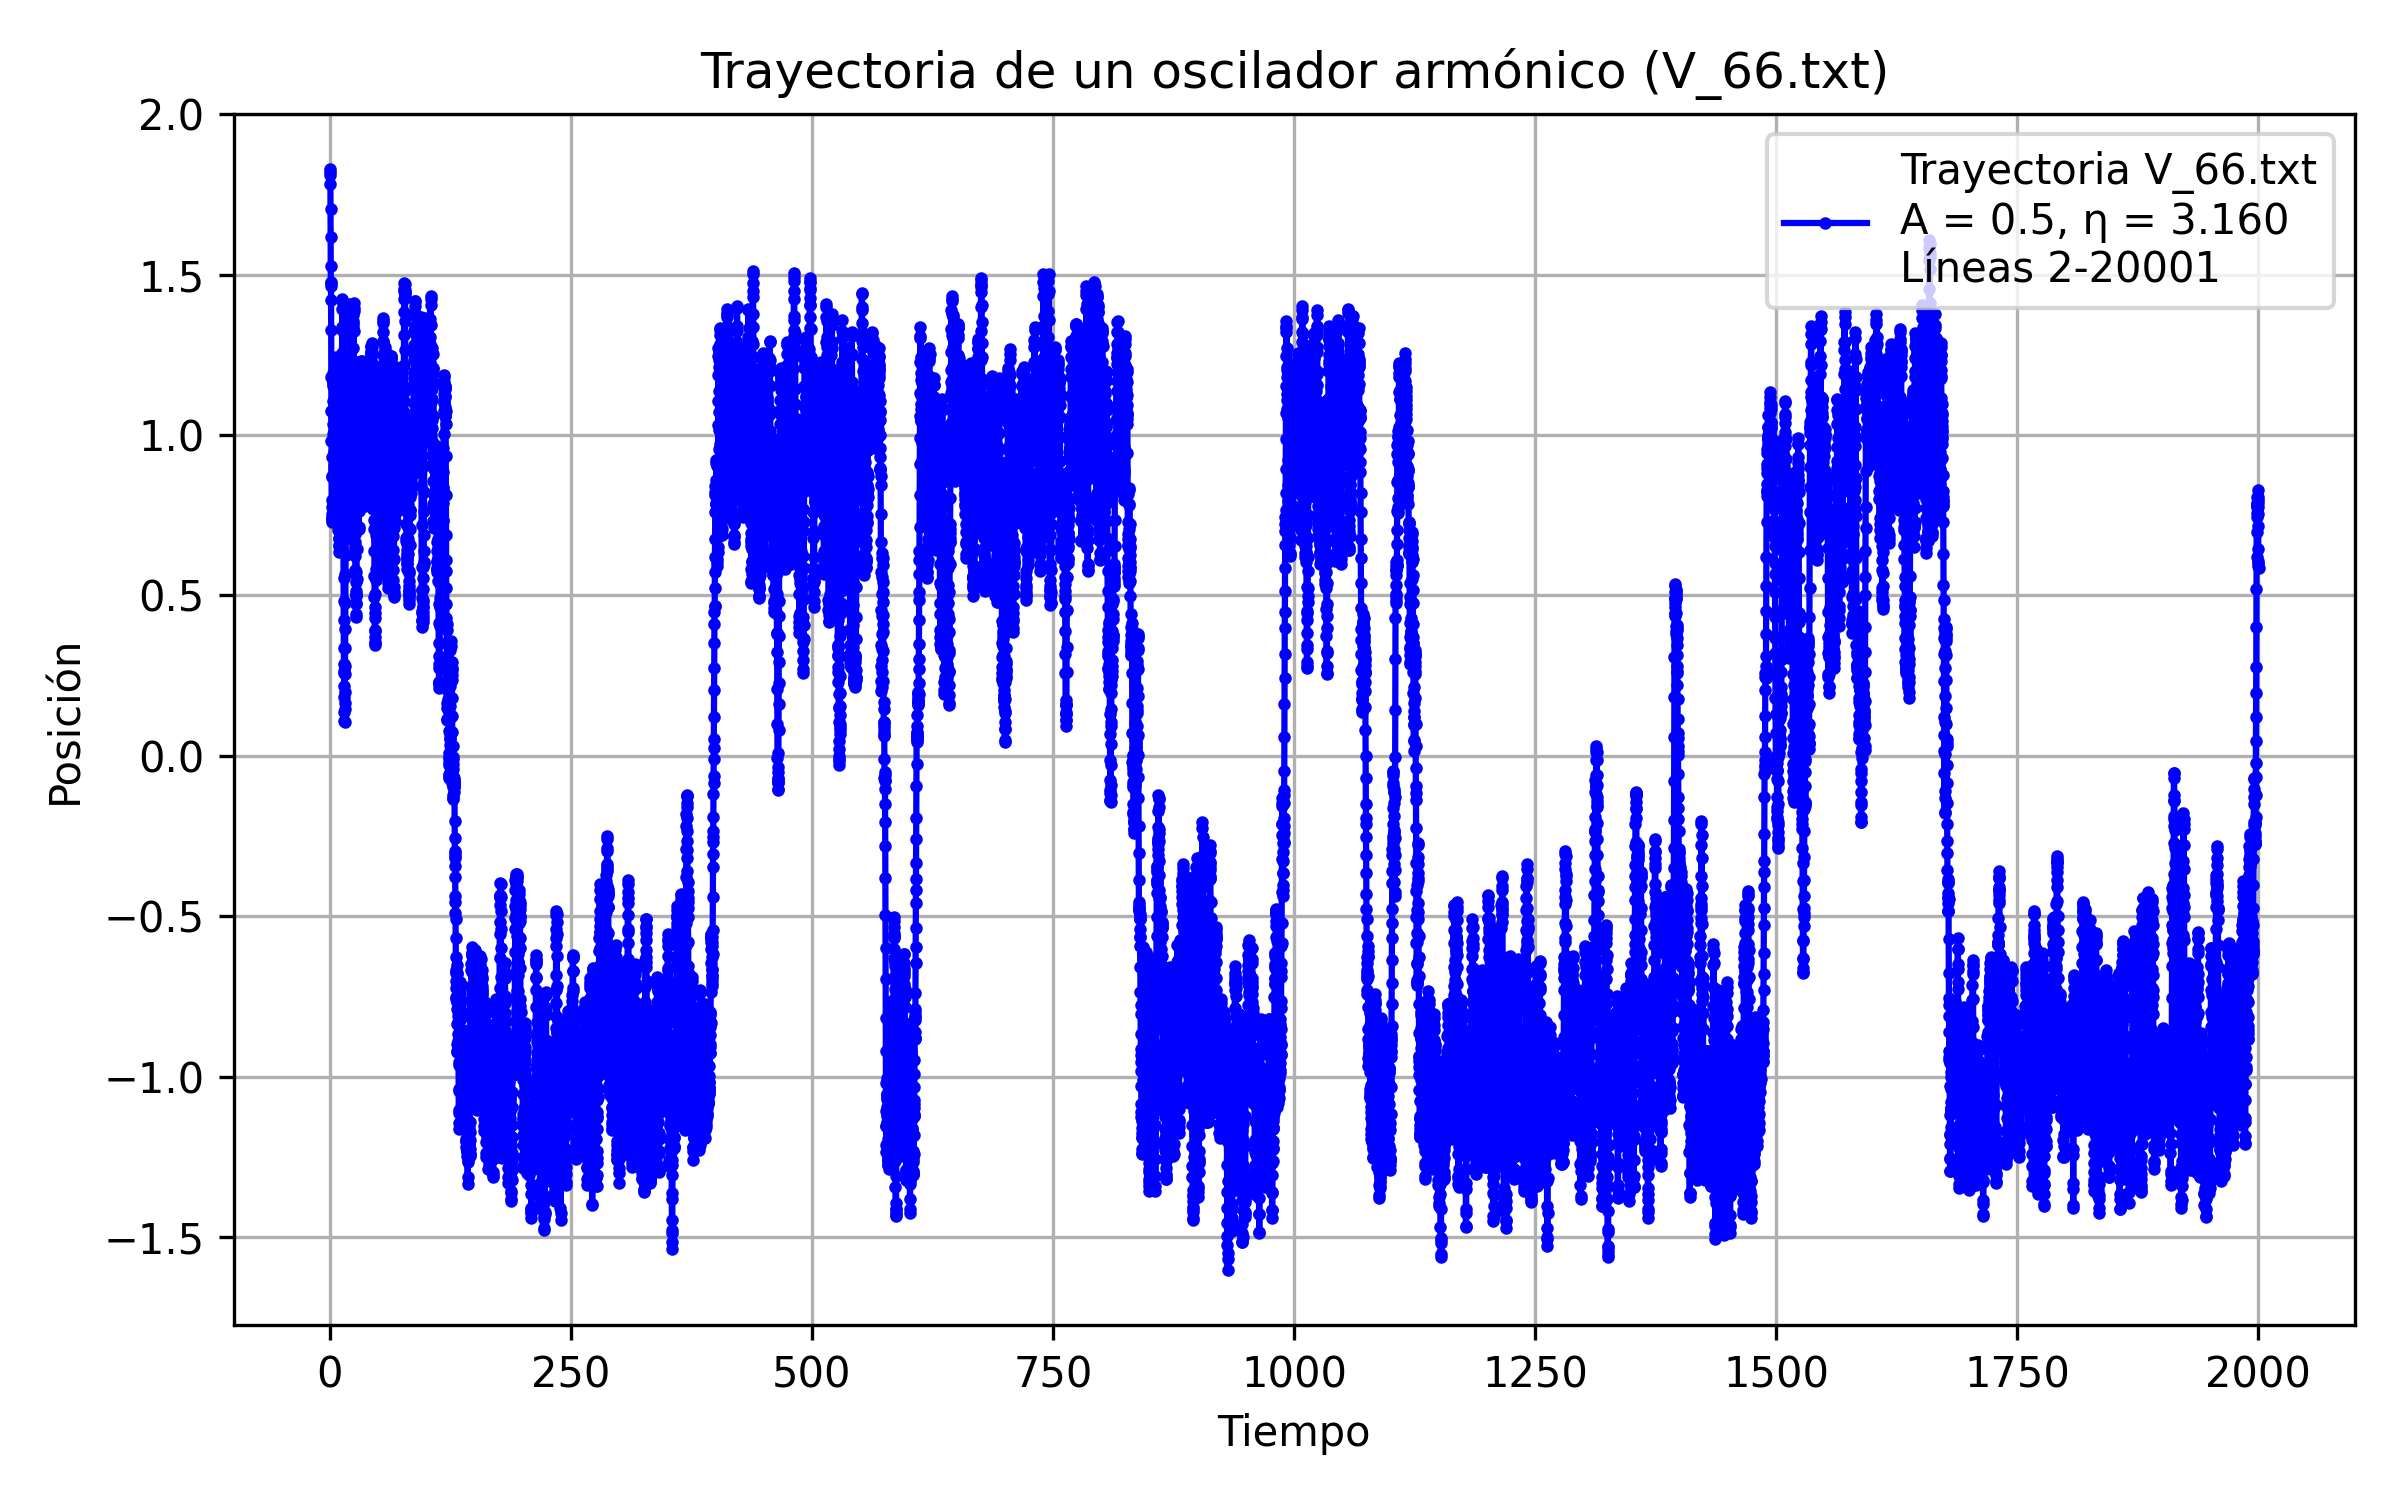 Trayectoria de un oscilador armónico (V_66.txt)
Trayectoria V_66.txt
A = 0.5, η = 3.160
Líneas 2-20001
Posición
2.0
1.5
1.0
0.5
0.0
−0.5
−1.0
−1.5
0 250 500 750 1000 1250 1500 1750 2000
Tiempo